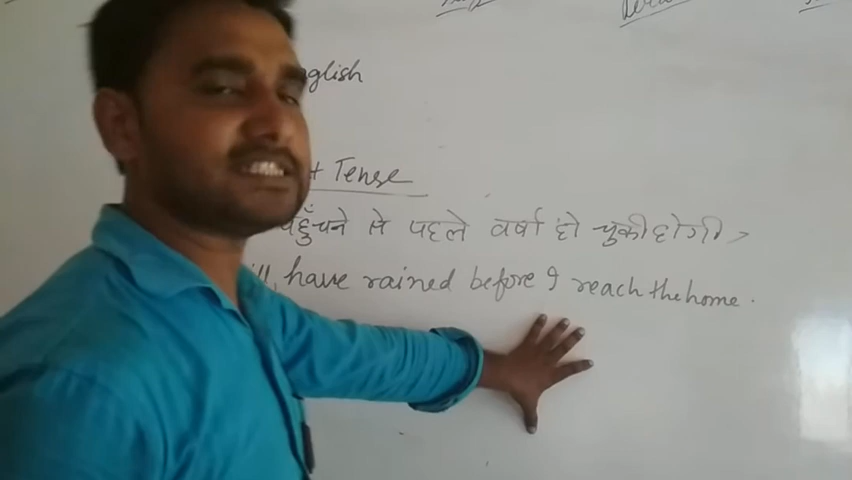 glish
t Tense
पहुँचने से पहले वर्षा हो चुकी होगी >
ill have rained before I reach the home.